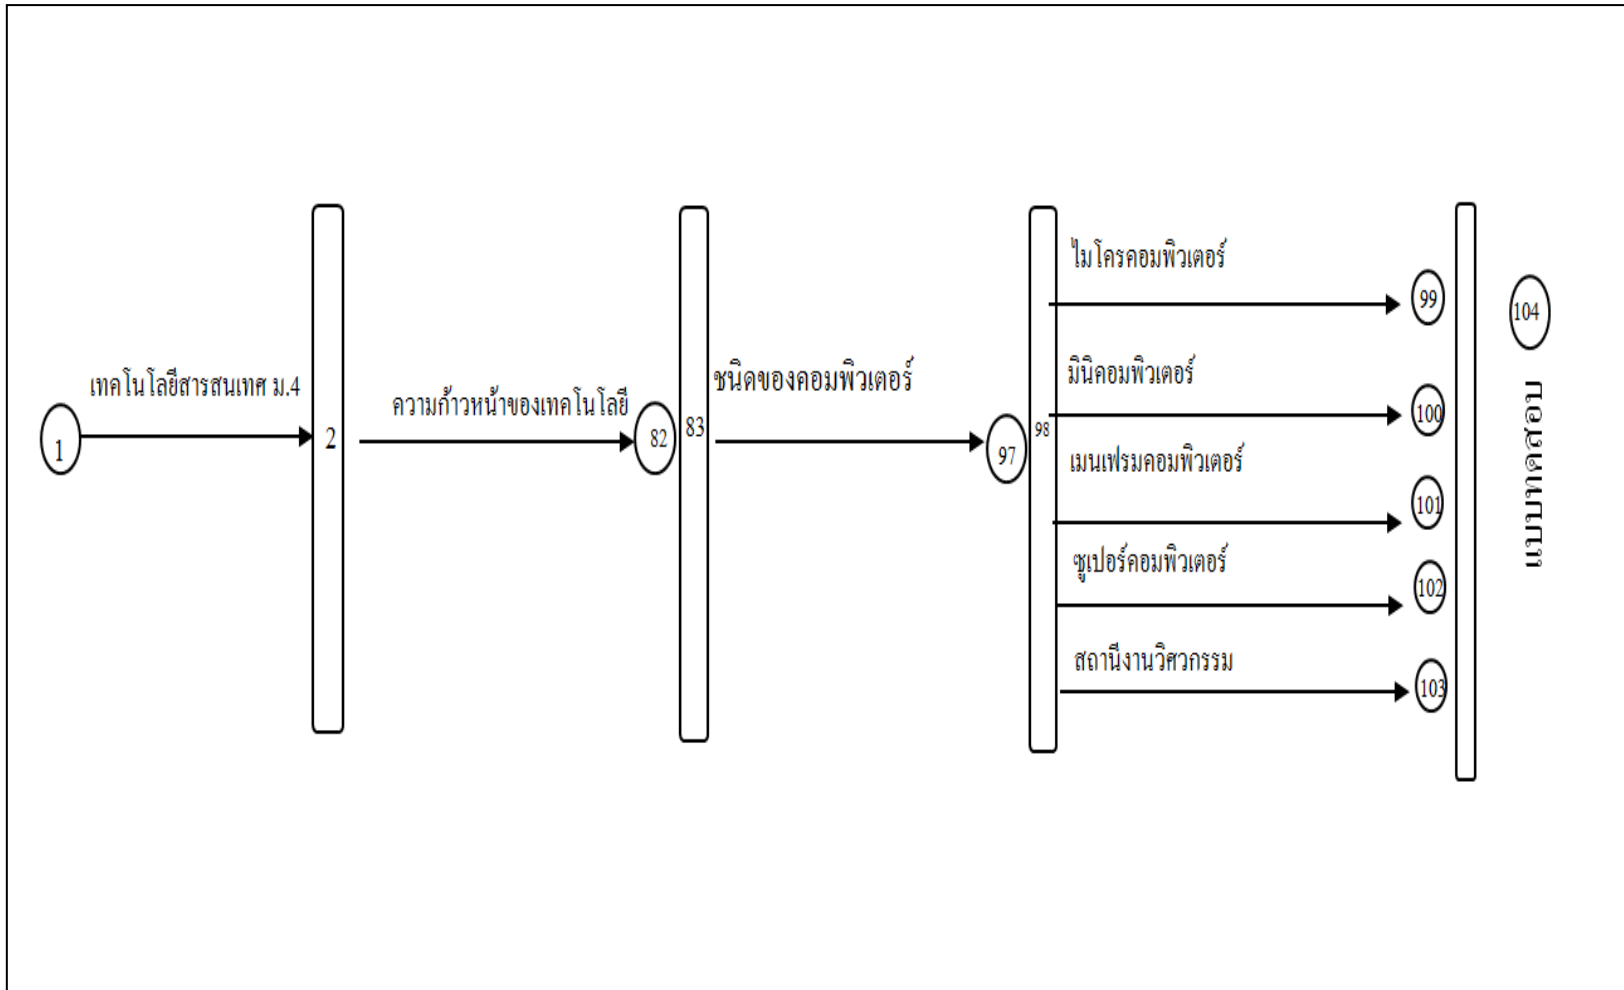 เทคโนโลยีสารสนเทศ ม.4
1
2
ความก้าวหน้าของเทคโนโลยี
82
83
ชนิดของคอมพิวเตอร์
97
98
ไมโครคอมพิวเตอร์
99
มินิคอมพิวเตอร์
100
เมนเฟรมคอมพิวเตอร์
101
ซูเปอร์คอมพิวเตอร์
102
สถานีงานวิศวกรรม
103
104
แบบทดสอบ